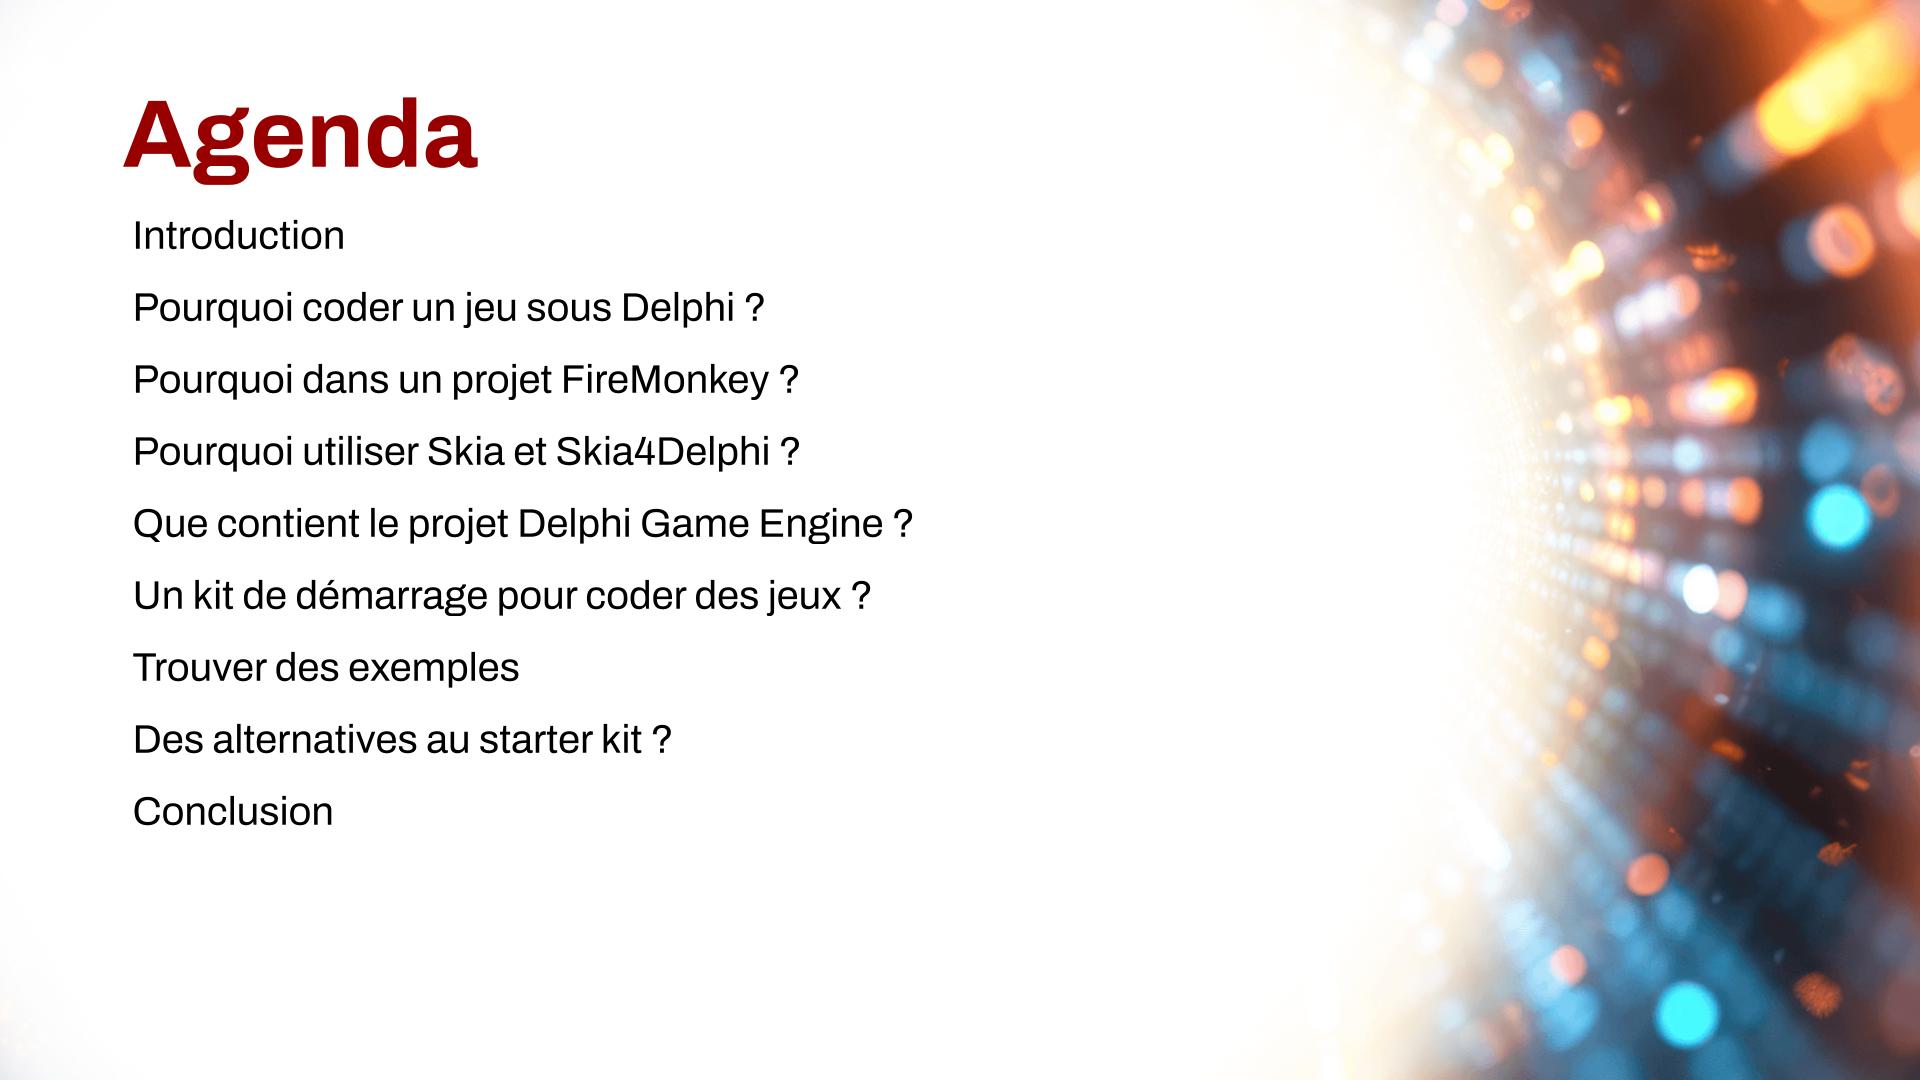 Agenda
Introduction
Pourquoi coder un jeu sous Delphi ?
Pourquoi dans un projet FireMonkey ?
Pourquoi utiliser Skia et Skia4Delphi ?
Que contient le projet Delphi Game Engine ?
Un kit de démarrage pour coder des jeux ?
Trouver des exemples
Des alternatives au starter kit ?
Conclusion